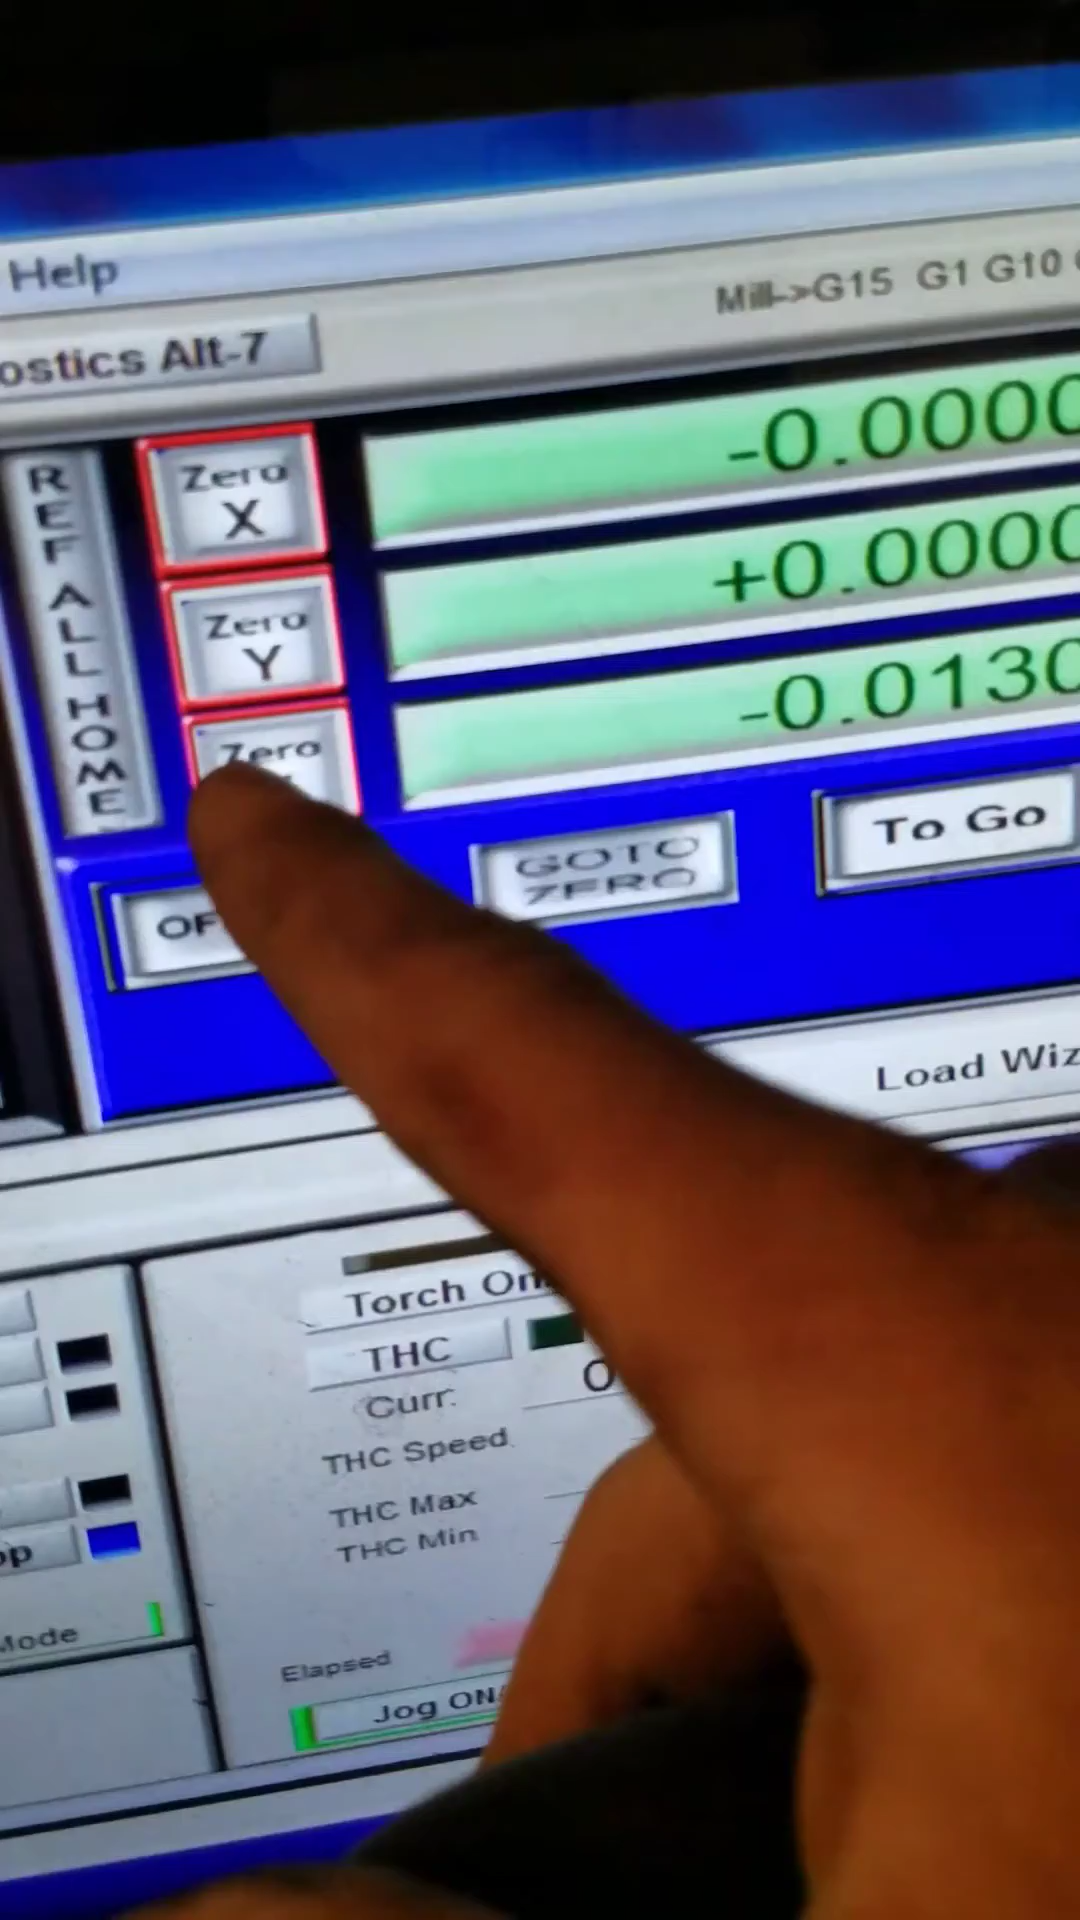 Help
Mill->G15 G1 G10
ostics Alt-7
REF ALL HOME
Zero X
-0.0000
Zero Y
+0.0000
Zero
-0.0130
OF
GOTO ZERO
To Go
Load Wiz
Torch On
THC
Curr.
0
THC Speed
THC Max
THC Min
op
Mode
Elapsed
Jog ON